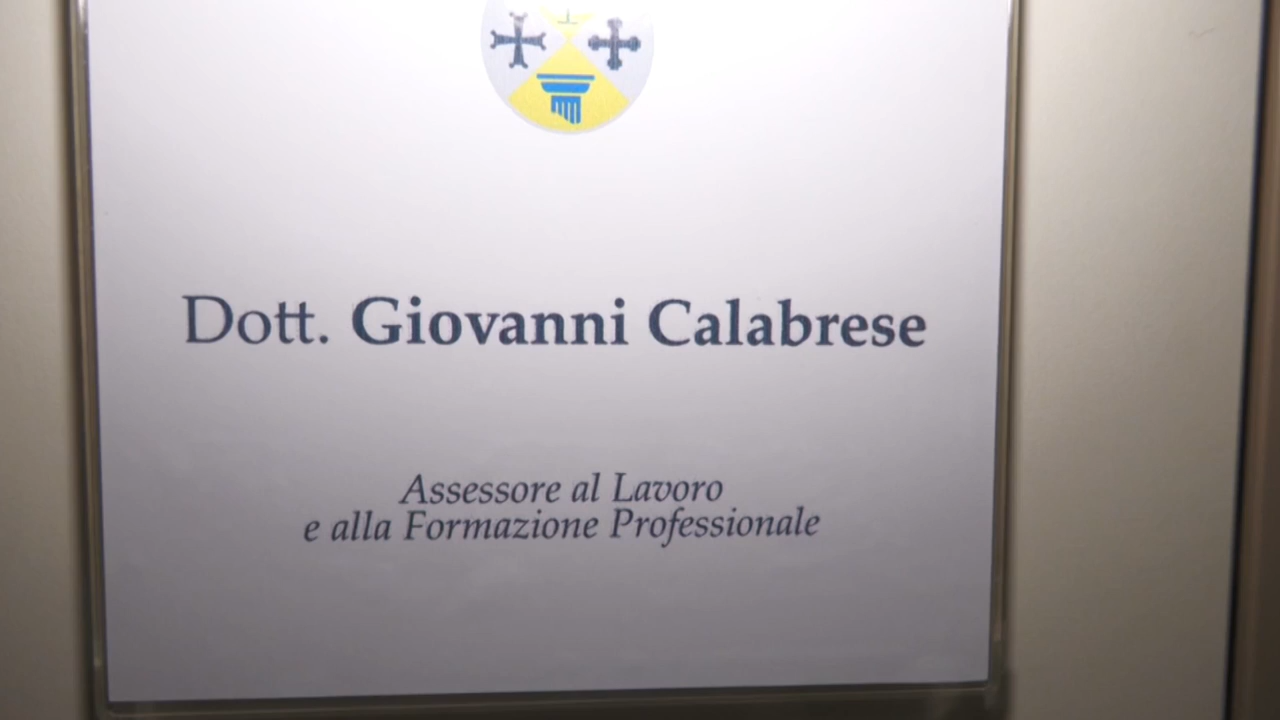 Dott. Giovanni Calabrese
Assessore al Lavoro
e alla Formazione Professionale